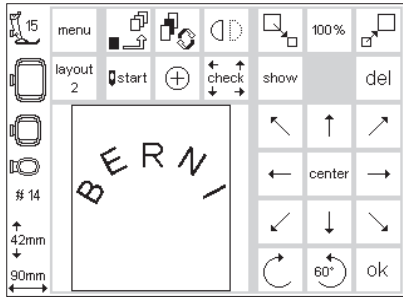 15 menu 100%
layout
2
start check show del
# 14
BERNI
center
42mm
90mm
60° ok